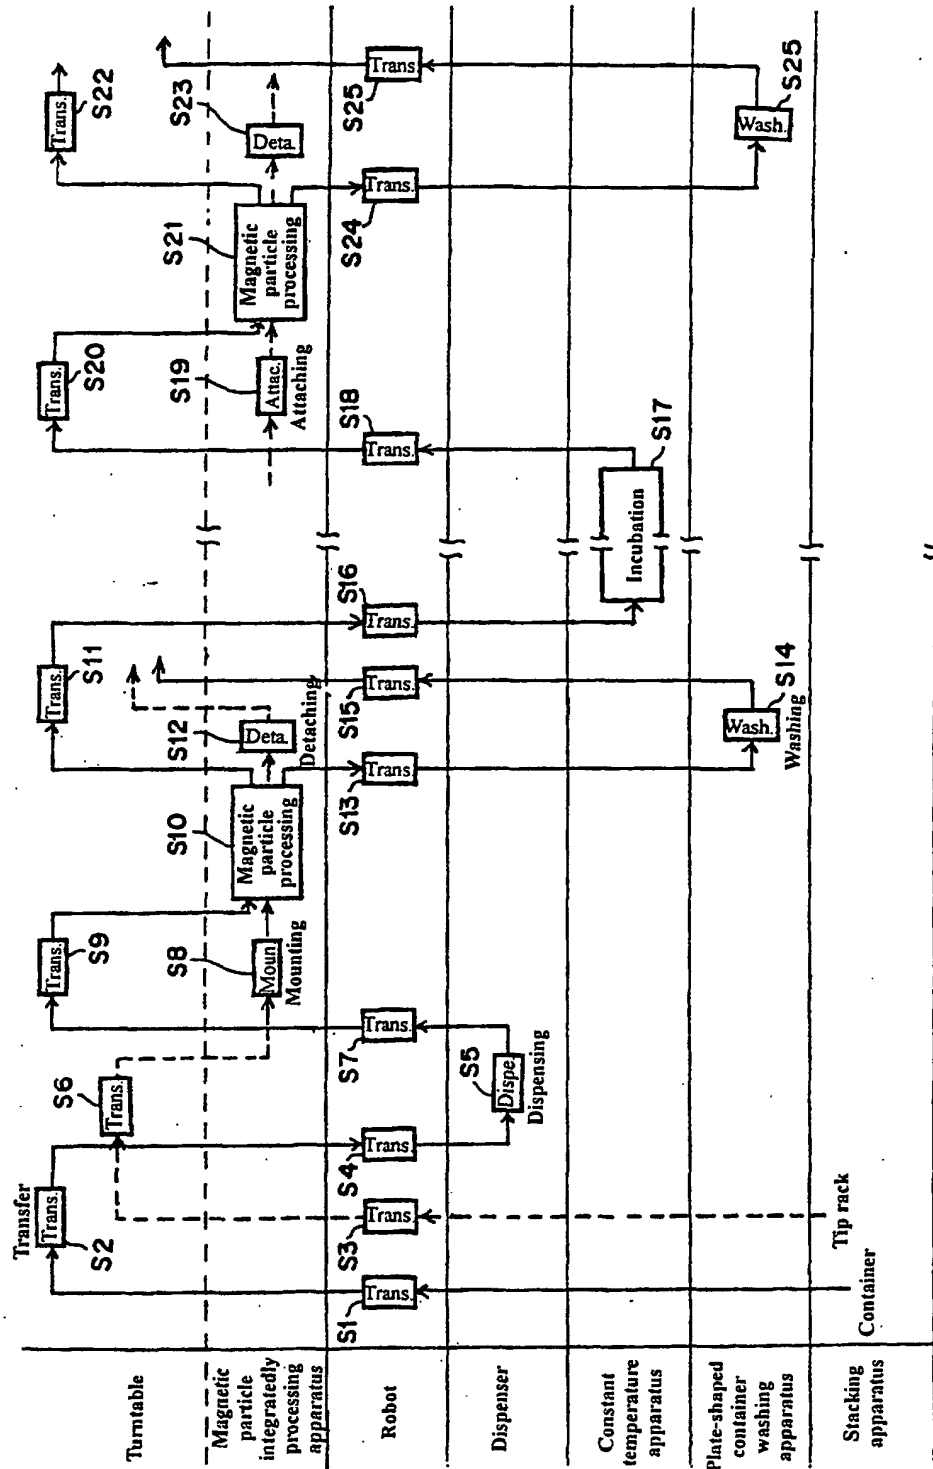 Turntable
Magnetic
particle
integratedly
processing
apparatus
Robot
Dispenser
Constant
temperature
apparatus
Plate-shaped
container
washing
apparatus
Stacking
apparatus
Transfer
Trans.
S2
Trans.
S6
Trans.
S9
Trans.
S11
Trans.
S20
Trans.
S22
Moun
S8
Mounting
Magnetic
particle
processing
S10
Deta.
S12
Detaching
Attac.
S19
Attaching
Magnetic
particle
processing
S21
Deta.
S23
Trans.
S1
Trans.
S3
Trans.
S4
Trans.
S7
Trans.
S13
Trans.
S15
Trans.
S16
Trans.
S18
Trans.
S24
Trans.
S25
Dispe.
S5
Dispensing
Incubation
S17
Wash.
S14
Washing
Wash.
S25
Container
Tip rack